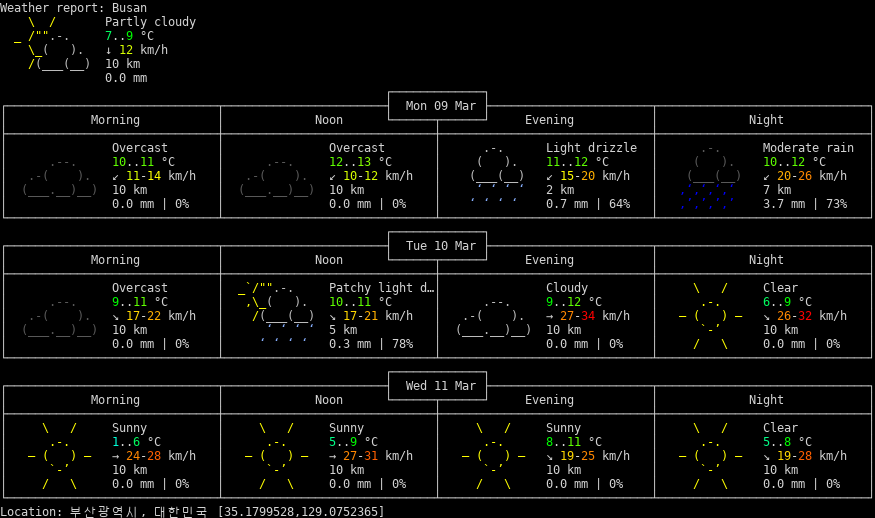 Weather report: Busan
Partly cloudy
7..9 °C
↓ 12 km/h
10 km
0.0 mm
Mon 09 Mar
Morning Noon Evening Night
Overcast Overcast Light drizzle Moderate rain
10..11 °C 12..13 °C 11..12 °C 10..12 °C
↙ 11-14 km/h ↙ 10-12 km/h ↙ 15-20 km/h ↙ 20-26 km/h
10 km 10 km 2 km 7 km
0.0 mm | 0% 0.0 mm | 0% 0.7 mm | 64% 3.7 mm | 73%
Tue 10 Mar
Morning Noon Evening Night
Overcast Patchy light d… Cloudy Clear
9..11 °C 10..11 °C 9..12 °C 6..9 °C
↘ 17-22 km/h ↘ 17-21 km/h → 27-34 km/h ↘ 26-32 km/h
10 km 5 km 10 km 10 km
0.0 mm | 0% 0.3 mm | 78% 0.0 mm | 0% 0.0 mm | 0%
Wed 11 Mar
Morning Noon Evening Night
Sunny Sunny Sunny Clear
1..6 °C 5..9 °C 8..11 °C 5..8 °C
→ 24-28 km/h → 27-31 km/h ↘ 19-25 km/h ↘ 19-28 km/h
10 km 10 km 10 km 10 km
0.0 mm | 0% 0.0 mm | 0% 0.0 mm | 0% 0.0 mm | 0%
Location: 부산광역시, 대한민국 [35.1799528,129.0752365]